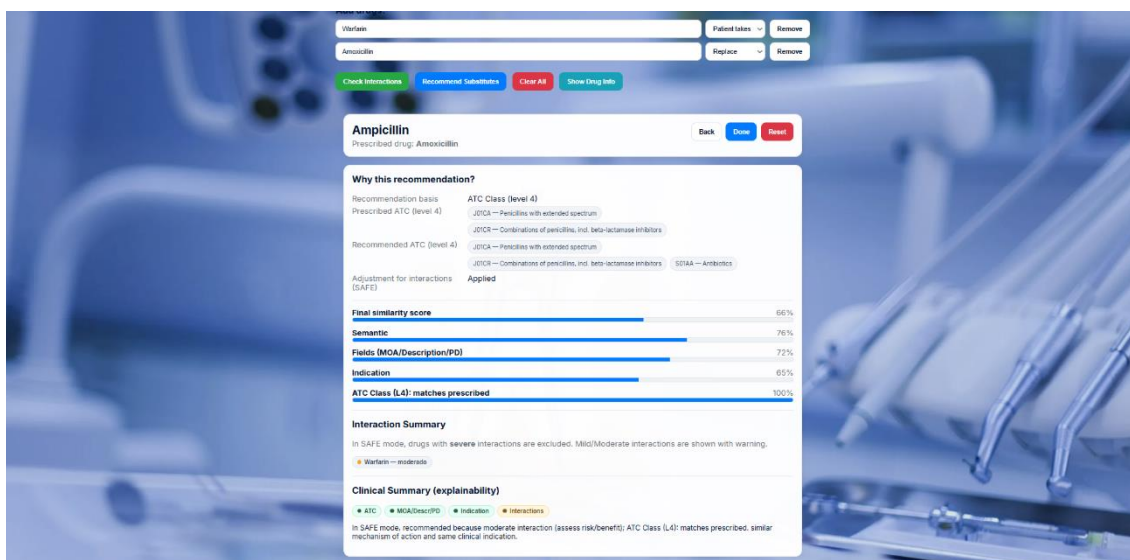 Add drugs
Warfarin Patient takes Remove
Amoxicillin Replace Remove
Check Interactions Recommend Substitutes Clear All Show Drug Info
Ampicillin
Prescribed drug: Amoxicillin
Back Done Reset
Why this recommendation?
Recommendation basis ATC Class (level 4)
Prescribed ATC (level 4) J01CA — Penicillins with extended spectrum
J01CR — Combinations of penicillins, incl. beta-lactamase inhibitors
Recommended ATC (level 4) J01CA — Penicillins with extended spectrum
J01CR — Combinations of penicillins, incl. beta-lactamase inhibitors S01AA — Antibiotics
Adjustment for interactions (SAFE) Applied
Final similarity score 66%
Semantic 76%
Fields (MOA/Description/PD) 72%
Indication 65%
ATC Class (L4): matches prescribed 100%
Interaction Summary
In SAFE mode, drugs with severe interactions are excluded. Mild/Moderate interactions are shown with warning.
Warfarin — moderate
Clinical Summary (explainability)
ATC MOA/Descr/PD Indication Interactions
In SAFE mode, recommended because moderate interaction (assess risk/benefit); ATC Class (L4): matches prescribed, similar
mechanism of action and same clinical indication.